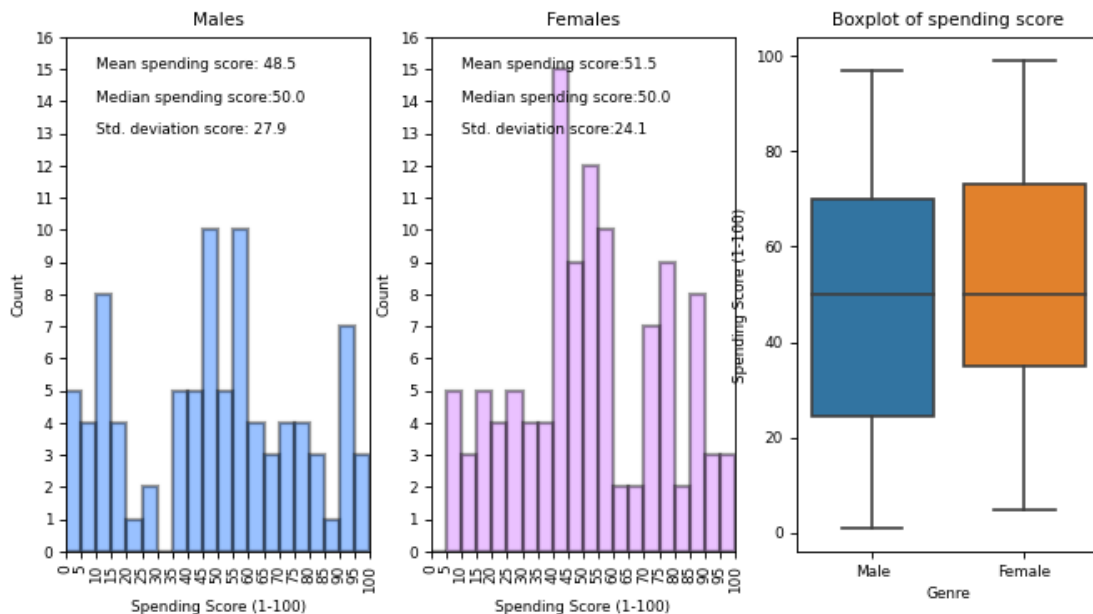 Males
16
15
14
13
12
11
10
9
8
7
6
5
4
3
2
1
0
Count
Mean spending score: 48.5
Median spending score:50.0
Std. deviation score: 27.9
0 5 10 15 20 25 30 35 40 45 50 55 60 65 70 75 80 85 90 95 100
Spending Score (1-100)
Females
16
15
14
13
12
11
10
9
8
7
6
5
4
3
2
1
0
Count
Mean spending score:51.5
Median spending score:50.0
Std. deviation score:24.1
0 5 10 15 20 25 30 35 40 45 50 55 60 65 70 75 80 85 90 95 100
Spending Score (1-100)
Boxplot of spending score
100
80
60
40
20
0
Spending Score (1-100)
Male Female
Genre